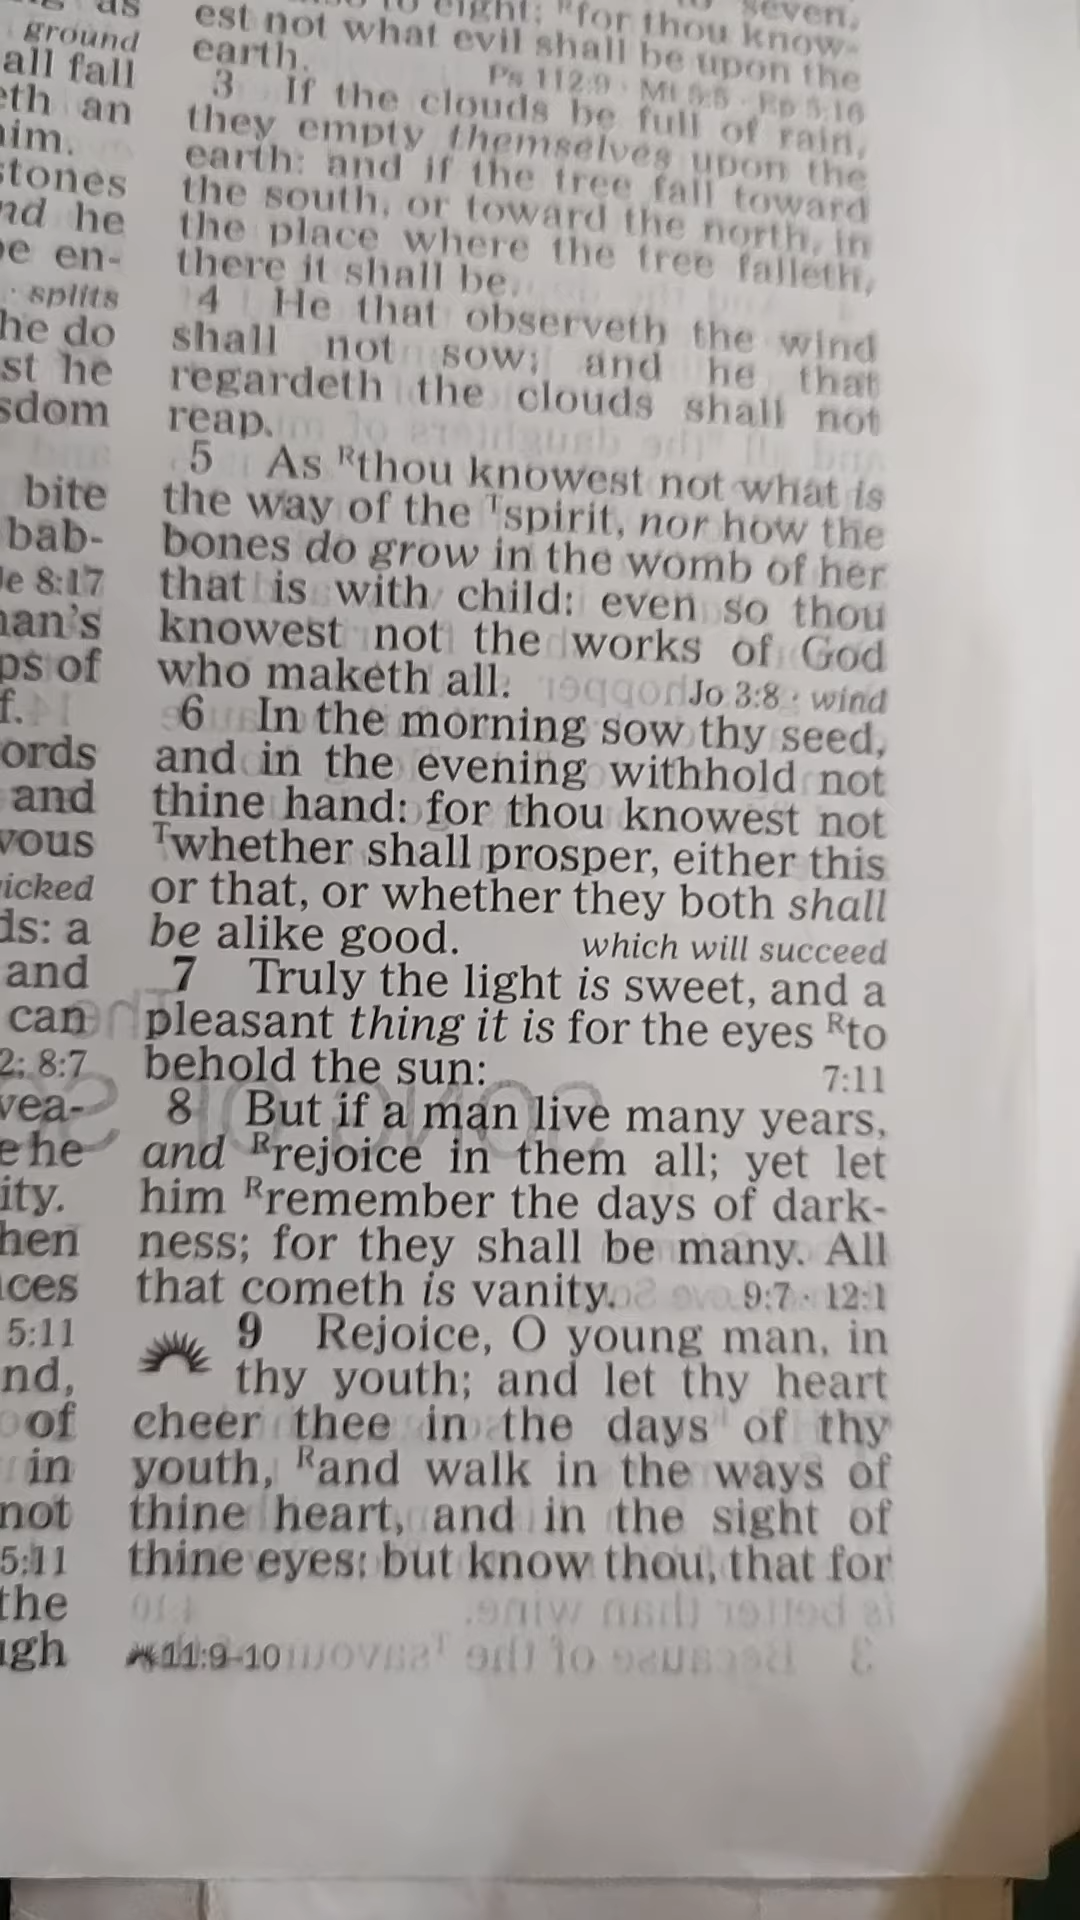 as
ground
all fall
eth an
him.
stones
nd he
be en-
splits
he do
st he
sdom
bite
bab-
Je 8:17
nan's
ps of
f.
ords
and
vous
icked
ds: a
and
can
2; 8:7
vea-
e he
ity.
hen
ces
5:11
nd,
of
in
not
5:11
the
igh
seven,
eight; Rfor thou know-
est not what evil shall be upon the
earth. Ps 112:9 · Mt 5:5 · Ep 5:16
3 If the clouds be full of rain,
they empty themselves upon the
earth: and if the tree fall toward
the south, or toward the north, in
the place where the tree falleth,
there it shall be.
4 He that observeth the wind
shall not sow; and he that
regardeth the clouds shall not
reap.
5 As Rthou knowest not what is
the way of the Tspirit, nor how the
bones do grow in the womb of her
that is with child: even so thou
knowest not the works of God
who maketh all. Jo 3:8 · wind
6 In the morning sow thy seed,
and in the evening withhold not
thine hand: for thou knowest not
Twhether shall prosper, either this
or that, or whether they both shall
be alike good. which will succeed
7 Truly the light is sweet, and a
pleasant thing it is for the eyes Rto
behold the sun: 7:11
8 But if a man live many years,
and Rrejoice in them all; yet let
him Rremember the days of dark-
ness; for they shall be many. All
that cometh is vanity. 9:7 · 12:1
9 Rejoice, O young man, in
thy youth; and let thy heart
cheer thee in the days of thy
youth, Rand walk in the ways of
thine heart, and in the sight of
thine eyes: but know thou, that for
11:9-10